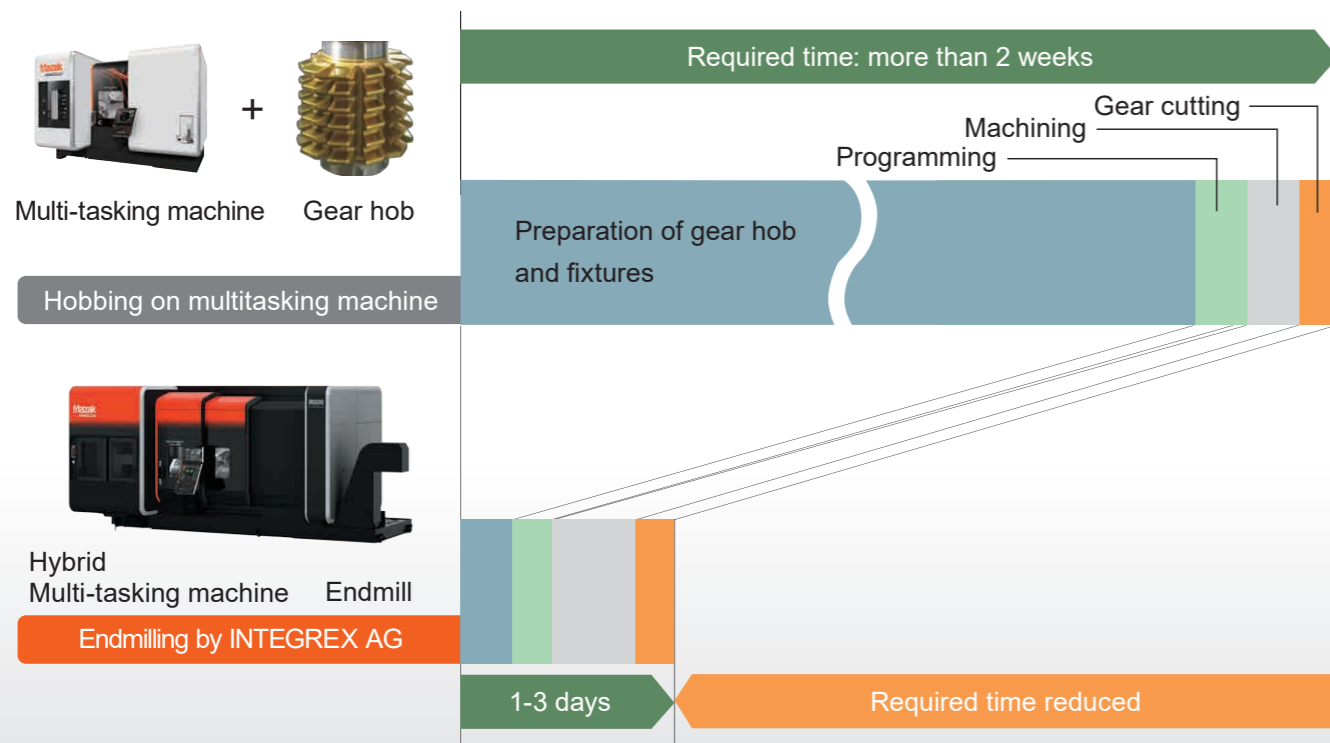 Required time: more than 2 weeks
Gear cutting
Machining
Programming
Mazak
+
Multi-tasking machine
Gear hob
Preparation of gear hob
and fixtures
Hobbing on multitasking machine
Mazak
Hybrid
Multi-tasking machine
Endmill
Endmilling by INTEGREX AG
1-3 days
Required time reduced